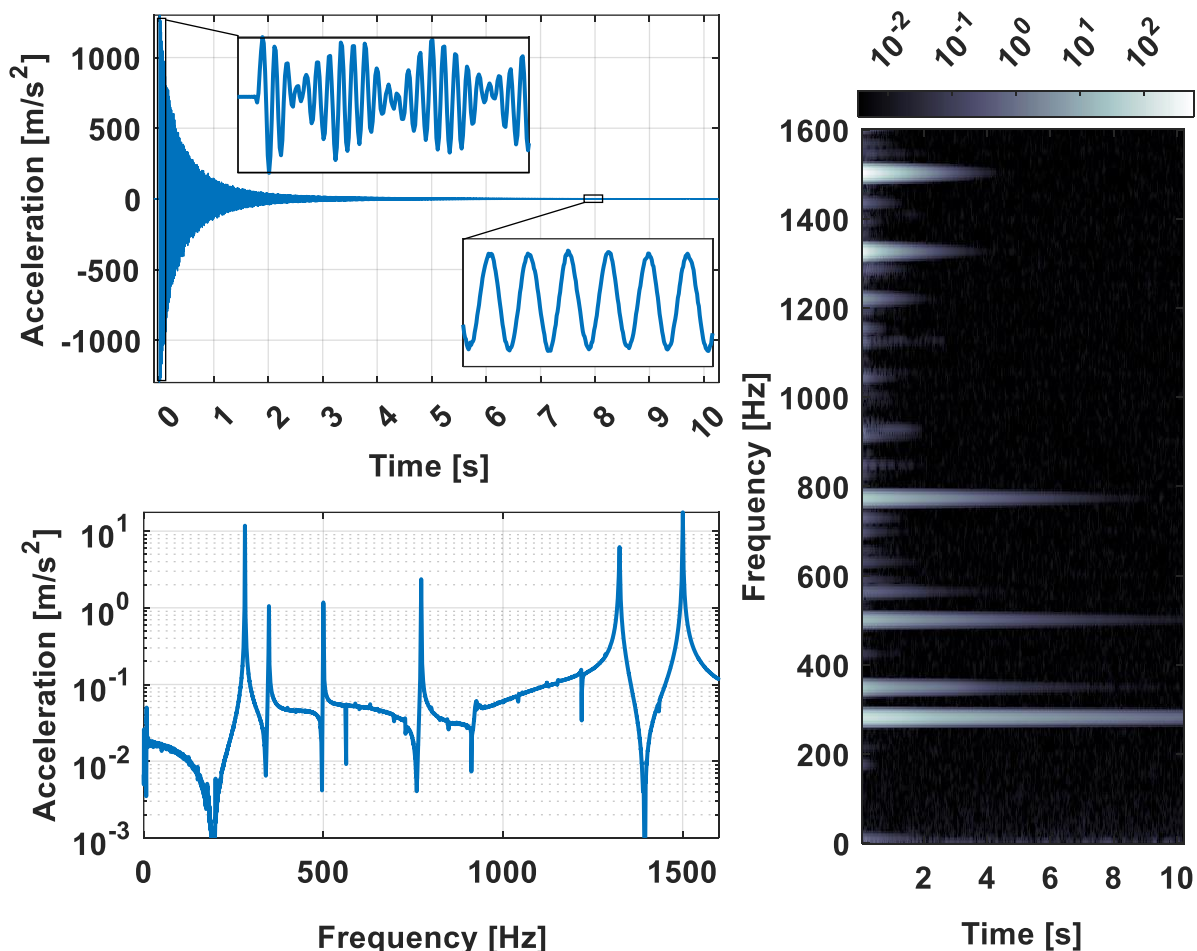 1000
500
0
-500
-1000
Acceleration [m/s²]
0 1 2 3 4 5 6 7 8 9 10
Time [s]
10¹
10⁰
10⁻¹
10⁻²
10⁻³
Acceleration [m/s²]
0 500 1000 1500
Frequency [Hz]
10⁻² 10⁻¹ 10⁰ 10¹ 10²
1600
1400
1200
1000
800
600
400
200
0
Frequency [Hz]
2 4 6 8 10
Time [s]